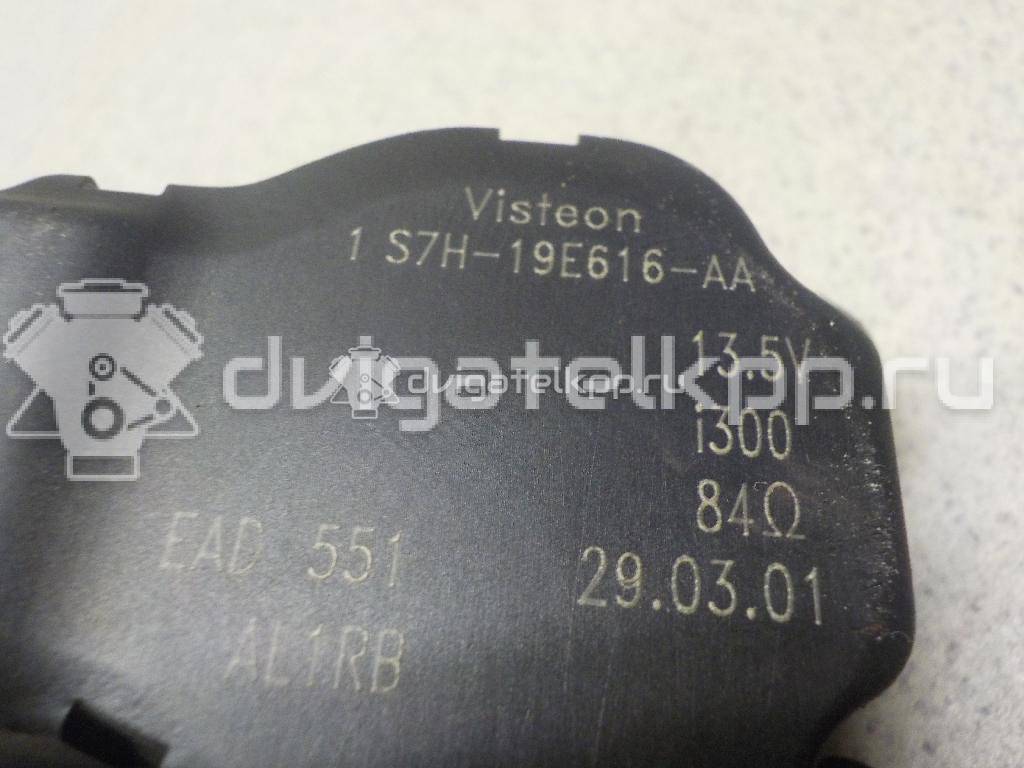 Visteon
1 S7H-19E616-AA
13.5V
i300
84Ω
EAD 551
29.03.01
AL1RB
dvigatelkpp.ru
dvigatelkpp.ru